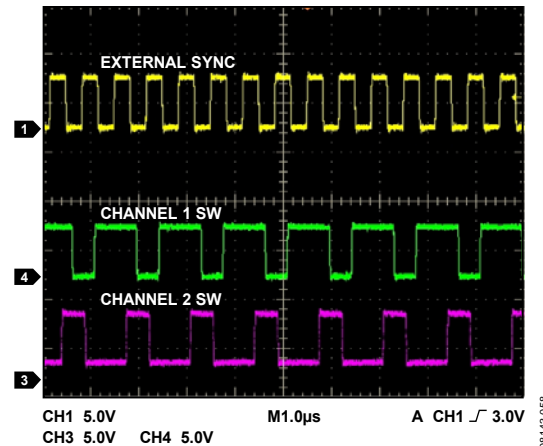 EXTERNAL SYNC
1
CHANNEL 1 SW
4
CHANNEL 2 SW
3
CH1 5.0V M1.0µs A CH1 3.0V
CH3 5.0V CH4 5.0V